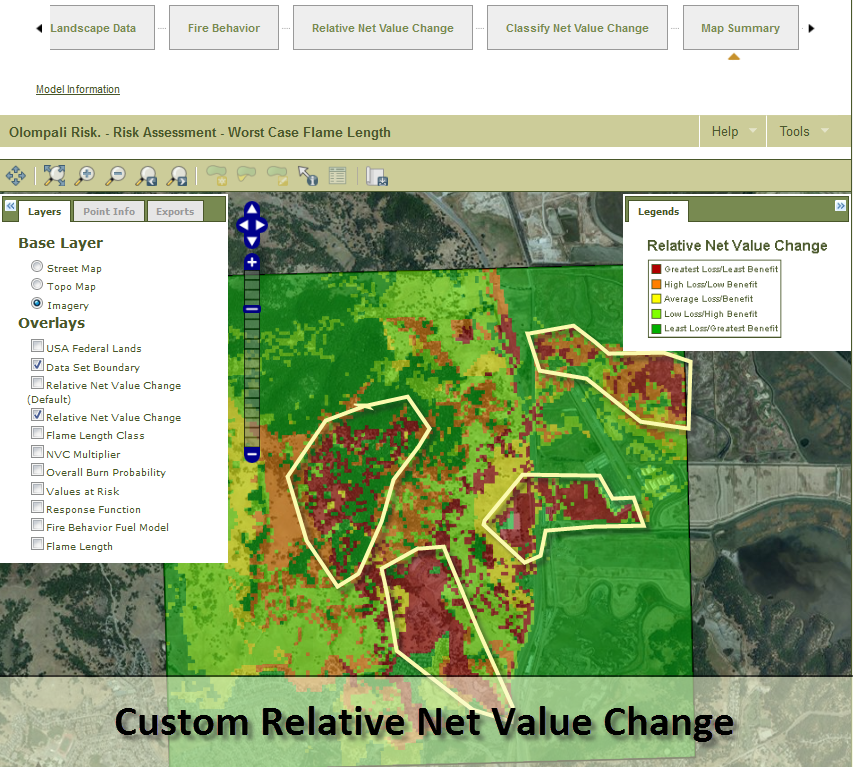 Landscape Data
Fire Behavior
Relative Net Value Change
Classify Net Value Change
Map Summary
Model Information
Olompali Risk. - Risk Assessment - Worst Case Flame Length
Help
Tools
Layers
Point Info
Exports
Base Layer
Street Map
Topo Map
Imagery
Overlays
USA Federal Lands
Data Set Boundary
Relative Net Value Change
(Default)
Relative Net Value Change
Flame Length Class
NVC Multiplier
Overall Burn Probability
Values at Risk
Response Function
Fire Behavior Fuel Model
Flame Length
Legends
Relative Net Value Change
Greatest Loss/Least Benefit
High Loss/Low Benefit
Average Loss/Benefit
Low Loss/High Benefit
Least Loss/Greatest Benefit
Custom Relative Net Value Change